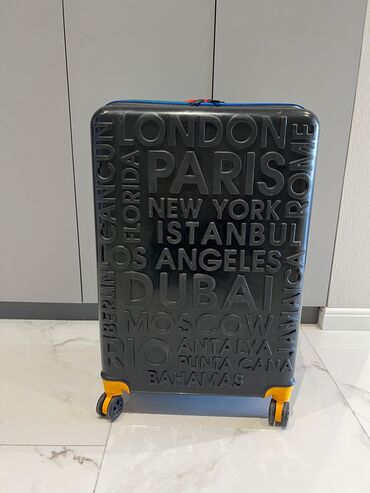 LONDON
PARIS
NEW YORK
ISTANBUL
LOS ANGELES
DUBAI
MOSCOW
RIO
ANTALYA
PUNTA CANA
BAHAMAS
CANCUN
FLORIDA
BERLIN
JAMAICA
ROME